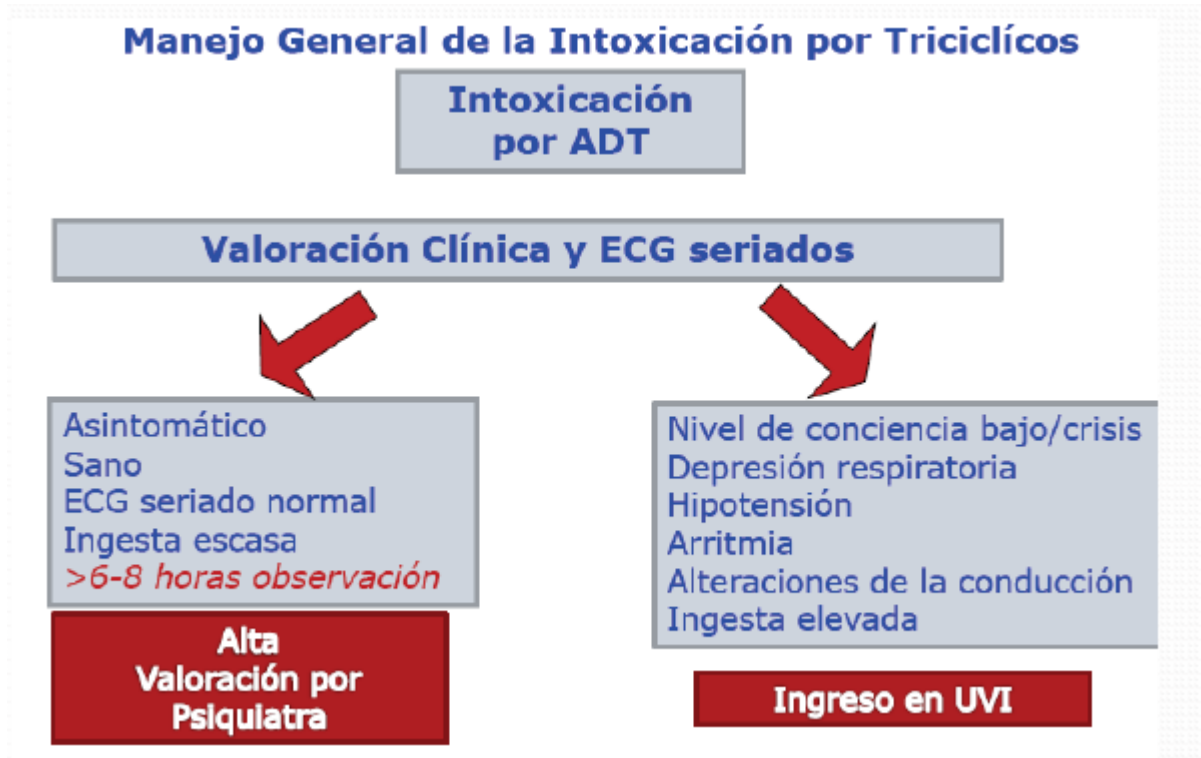 Manejo General de la Intoxicación por Triciclícos
Intoxicación
por ADT
Valoración Clínica y ECG seriados
Asintomático
Sano
ECG seriado normal
Ingesta escasa
>6-8 horas observación
Alta
Valoración por
Psiquiatra
Nivel de conciencia bajo/crisis
Depresión respiratoria
Hipotensión
Arritmia
Alteraciones de la conducción
Ingesta elevada
Ingreso en UVI